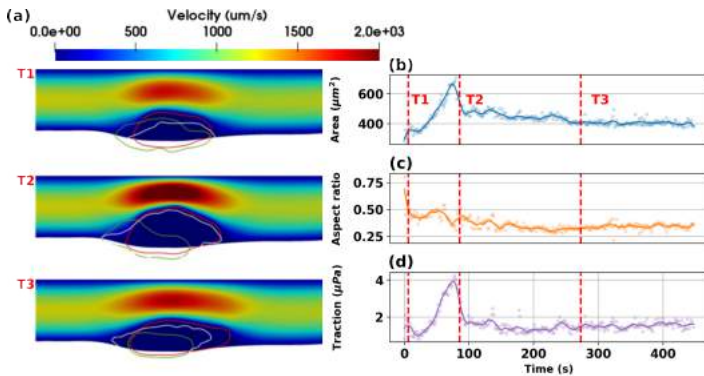 (a)
Velocity (um/s)
0.0e+00 500 1000 1500 2.0e+03
T1
T2
T3
(b)
Area (μm²)
600
400
T1 T2 T3
(c)
Aspect ratio
0.75
0.50
0.25
(d)
Traction (μPa)
4
2
0 100 200 300 400
Time (s)